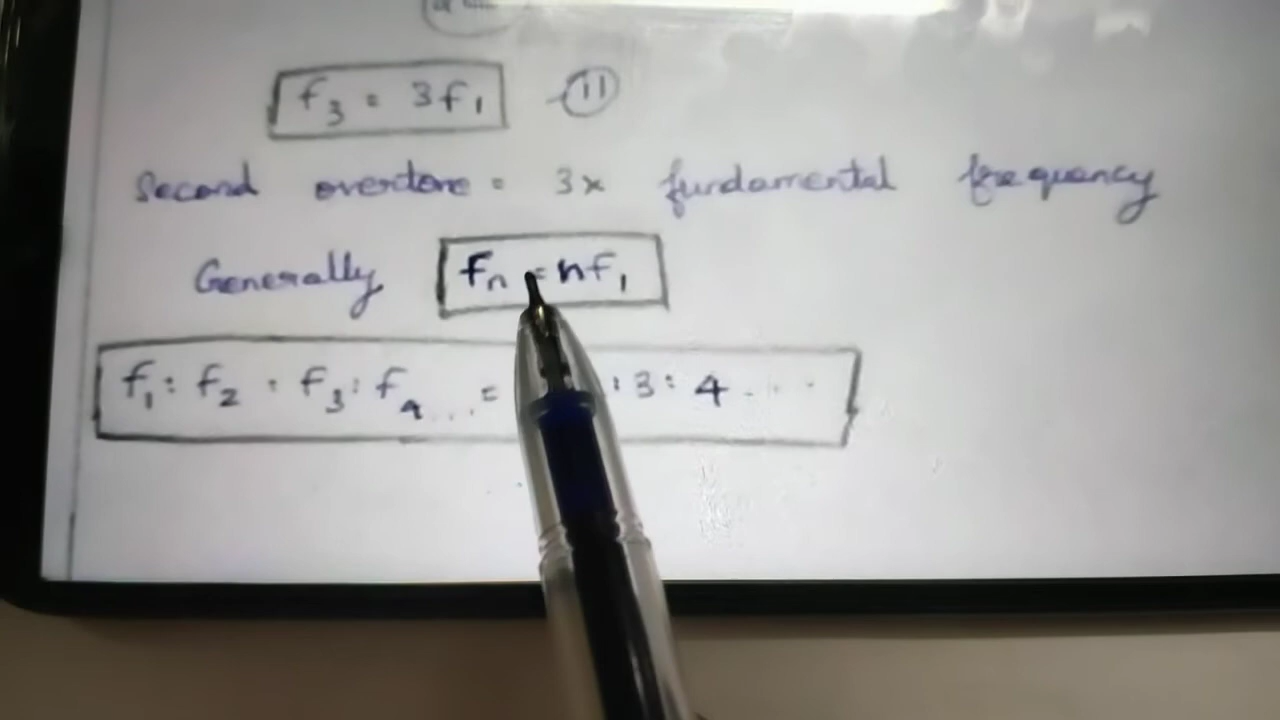 f₃ = 3f₁ - (11)
Second overtone = 3x fundamental frequency
Generally fₙ = nf₁
f₁ : f₂ : f₃ : f₄ ... = : 3 : 4 ....